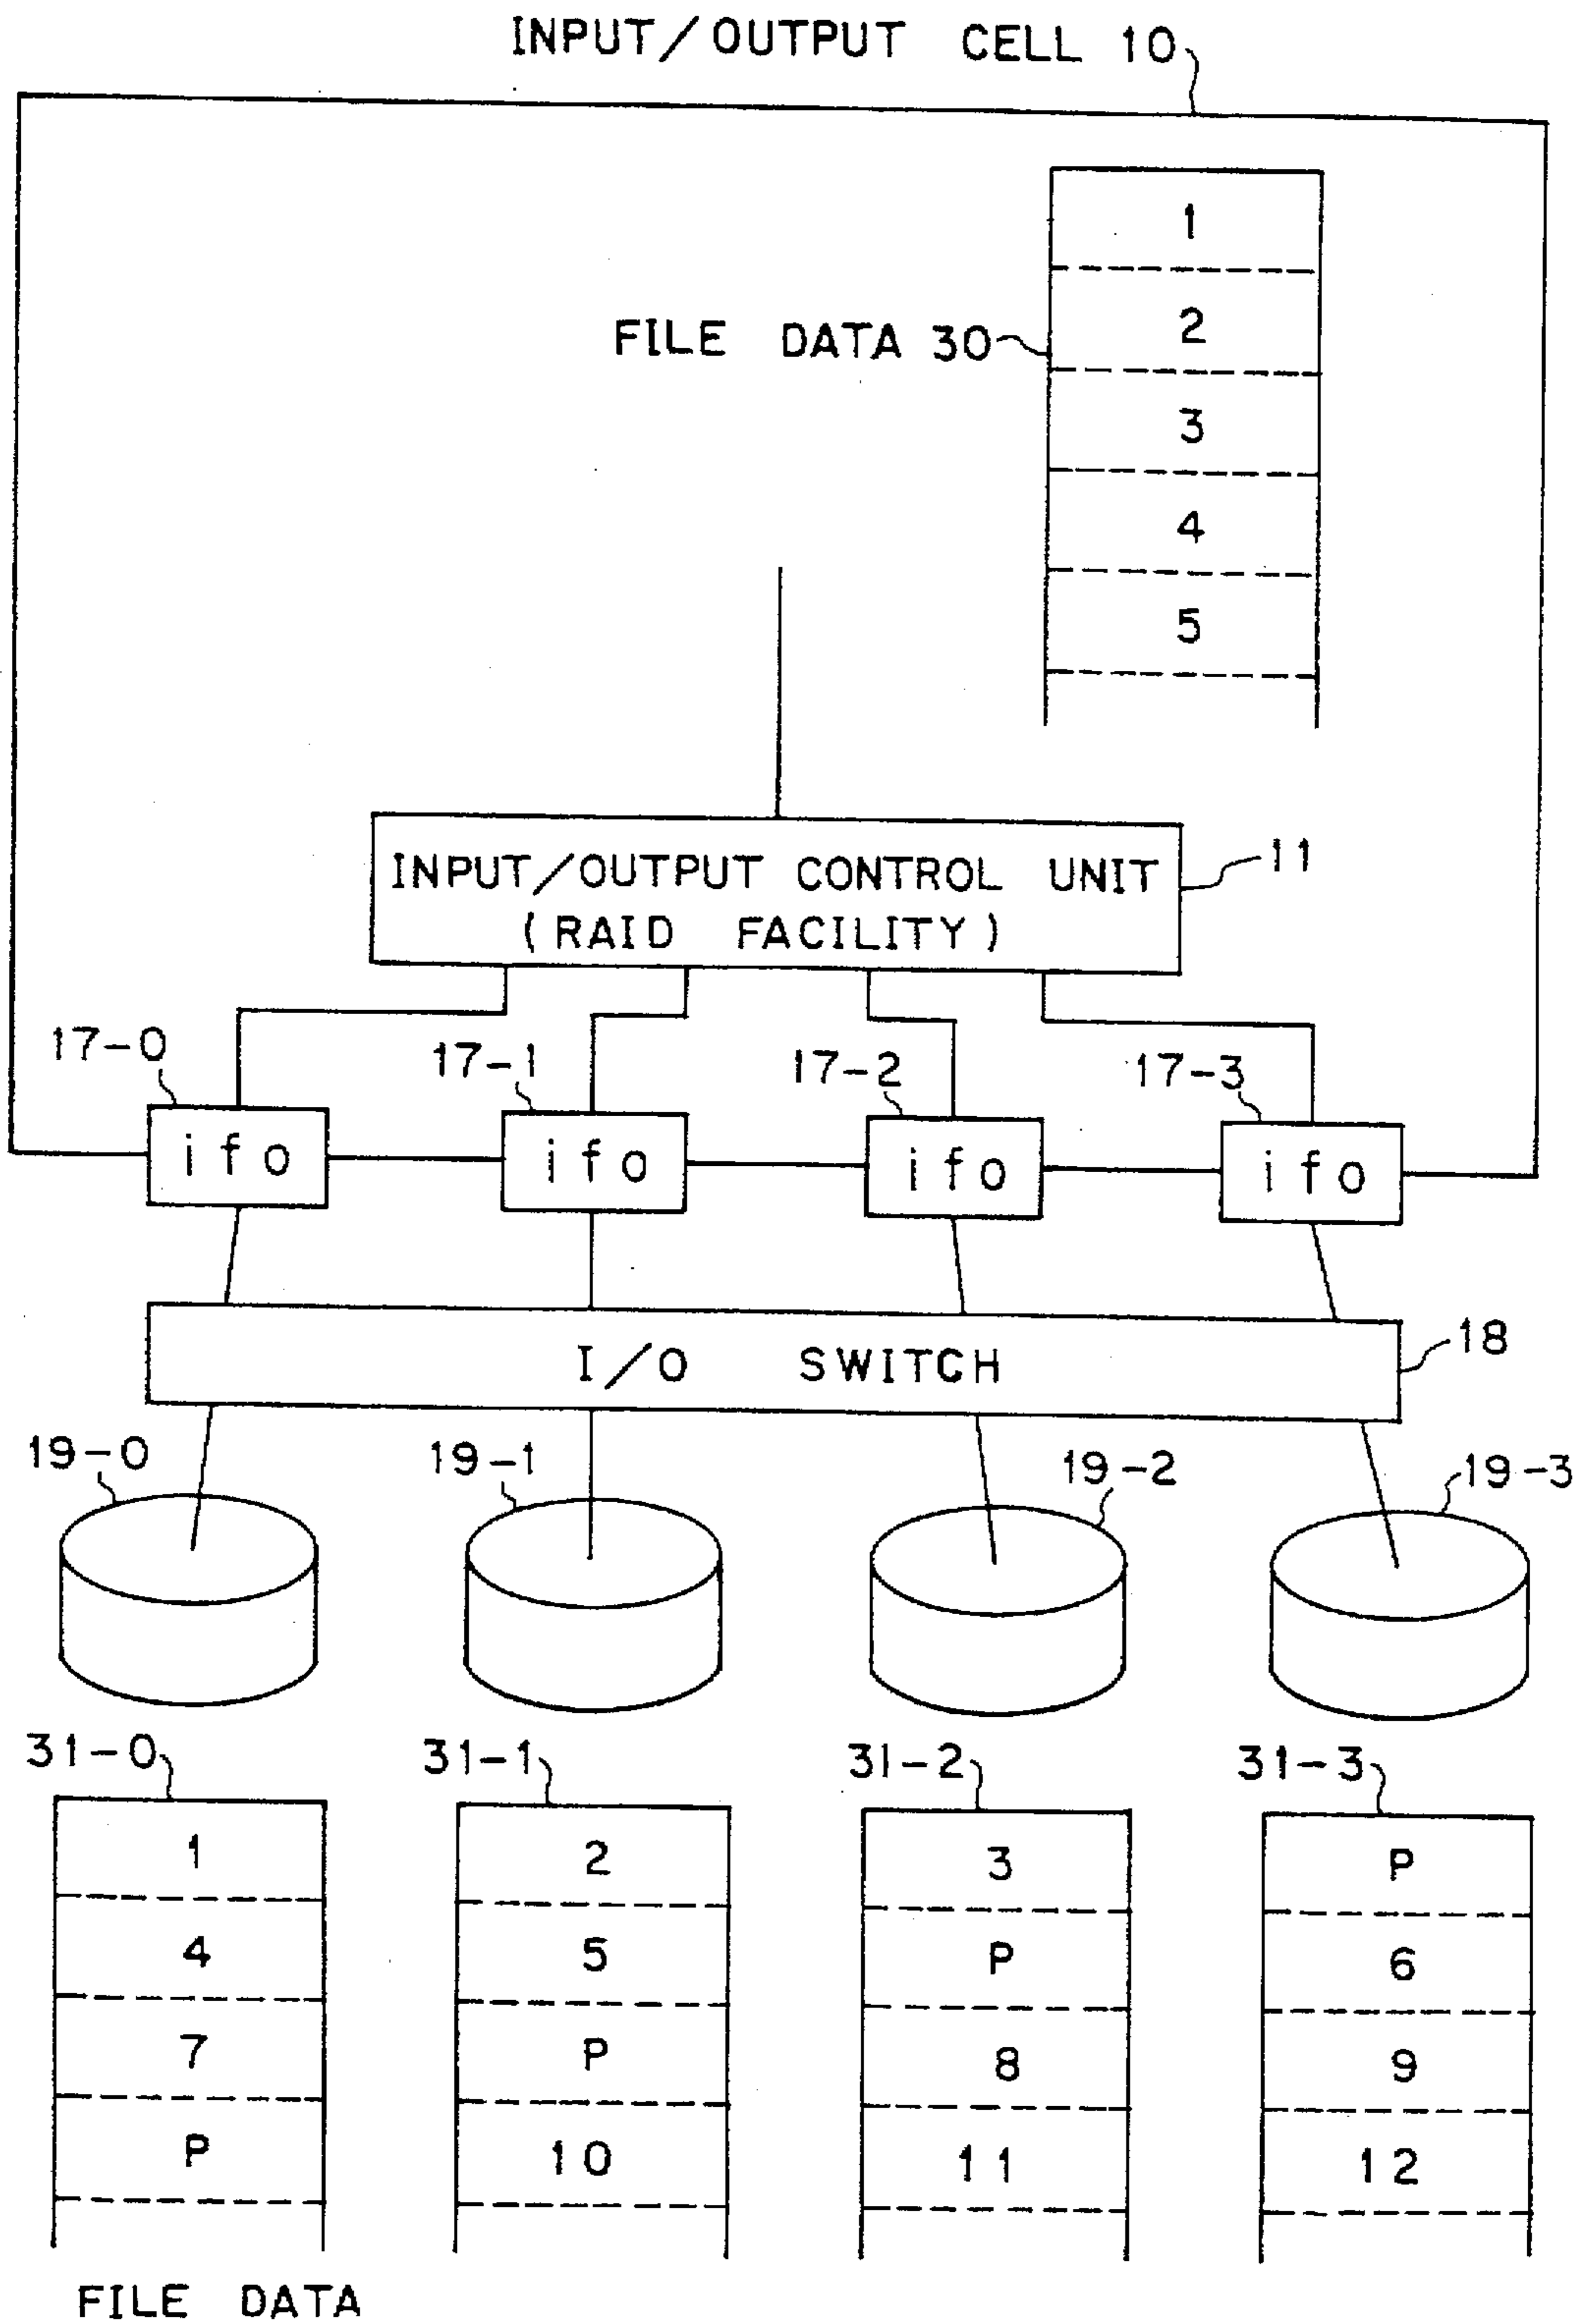 INPUT/OUTPUT CELL 10
1
2
FILE DATA 30
3
4
5
INPUT/OUTPUT CONTROL UNIT
(RAID FACILITY)
11
17-0
17-1
17-2
17-3
ifo
ifo
ifo
ifo
I/O SWITCH
18
19-0
19-1
19-2
19-3
31-0
31-1
31-2
31-3
1
2
3
P
4
5
P
6
7
P
8
9
P
10
11
12
FILE DATA